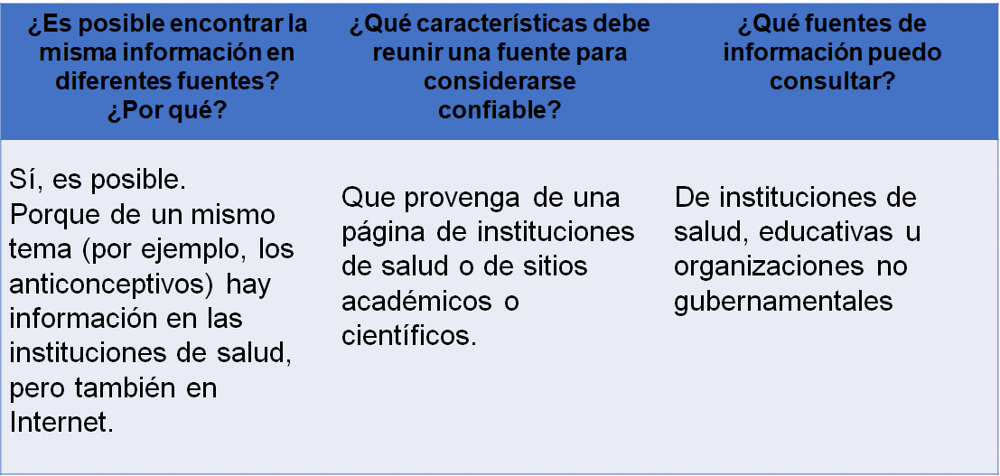 ¿Es posible encontrar la
misma información en
diferentes fuentes?
¿Por qué?
¿Qué características debe
reunir una fuente para
considerarse
confiable?
¿Qué fuentes de
información puedo
consultar?
Sí, es posible.
Porque de un mismo
tema (por ejemplo, los
anticonceptivos) hay
información en las
instituciones de salud,
pero también en
Internet.
Que provenga de una
página de instituciones
de salud o de sitios
académicos o
científicos.
De instituciones de
salud, educativas u
organizaciones no
gubernamentales